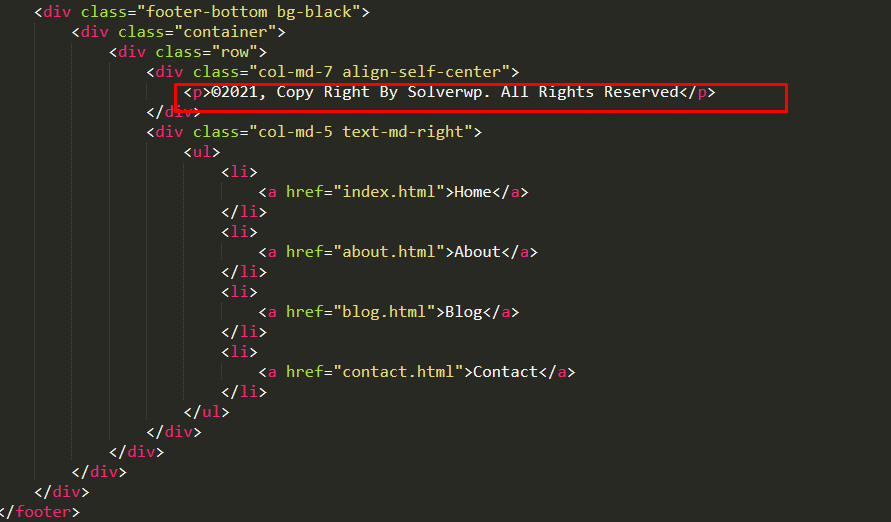 <div class="footer-bottom bg-black">
<div class="container">
<div class="row">
<div class="col-md-7 align-self-center">
<p>©2021, Copy Right By Solverwp. All Rights Reserved</p>
</div>
<div class="col-md-5 text-md-right">
<ul>
<li>
<a href="index.html">Home</a>
</li>
<li>
<a href="about.html">About</a>
</li>
<li>
<a href="blog.html">Blog</a>
</li>
<li>
<a href="contact.html">Contact</a>
</li>
</ul>
</div>
</div>
</div>
</div>
</footer>